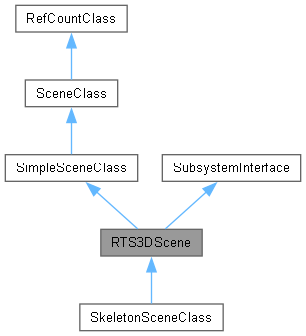 RefCountClass
SceneClass
SimpleSceneClass
SubsystemInterface
RTS3DScene
SkeletonSceneClass